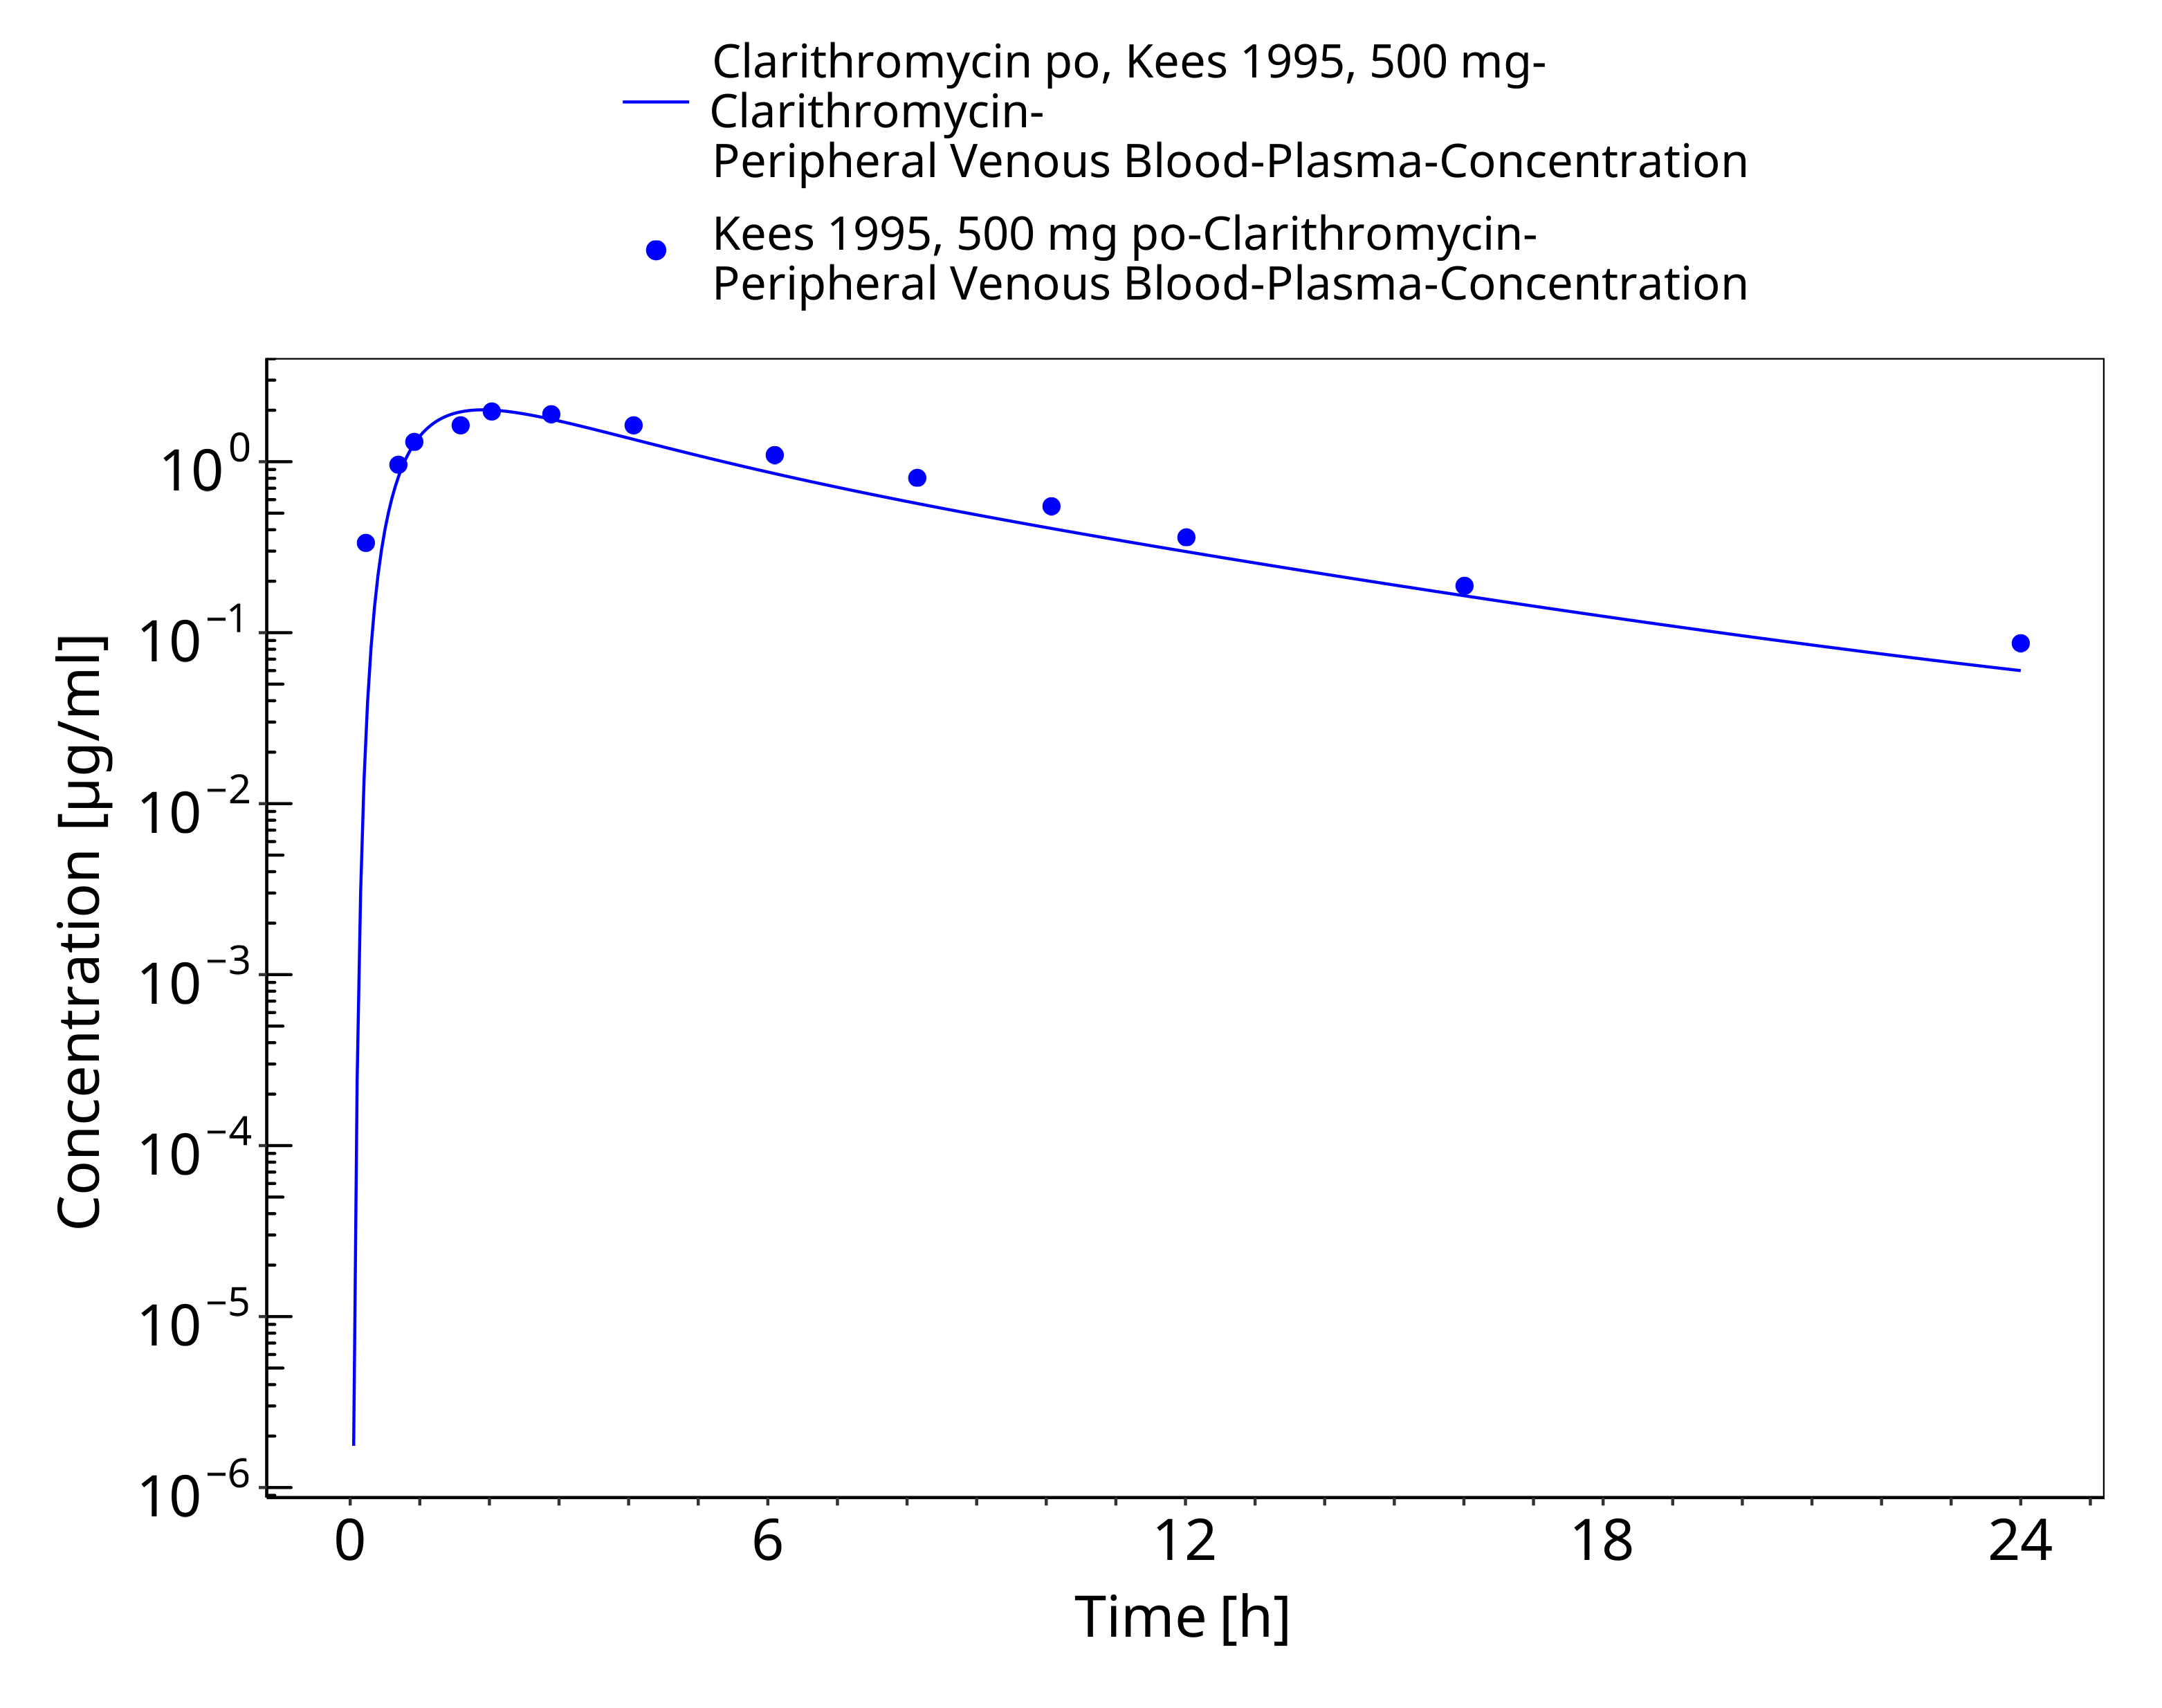 Clarithromycin po, Kees 1995, 500 mg-
Clarithromycin-
Peripheral Venous Blood-Plasma-Concentration
Kees 1995, 500 mg po-Clarithromycin-
Peripheral Venous Blood-Plasma-Concentration
Concentration [µg/ml]
10⁰
10⁻¹
10⁻²
10⁻³
10⁻⁴
10⁻⁵
10⁻⁶
0 6 12 18 24
Time [h]